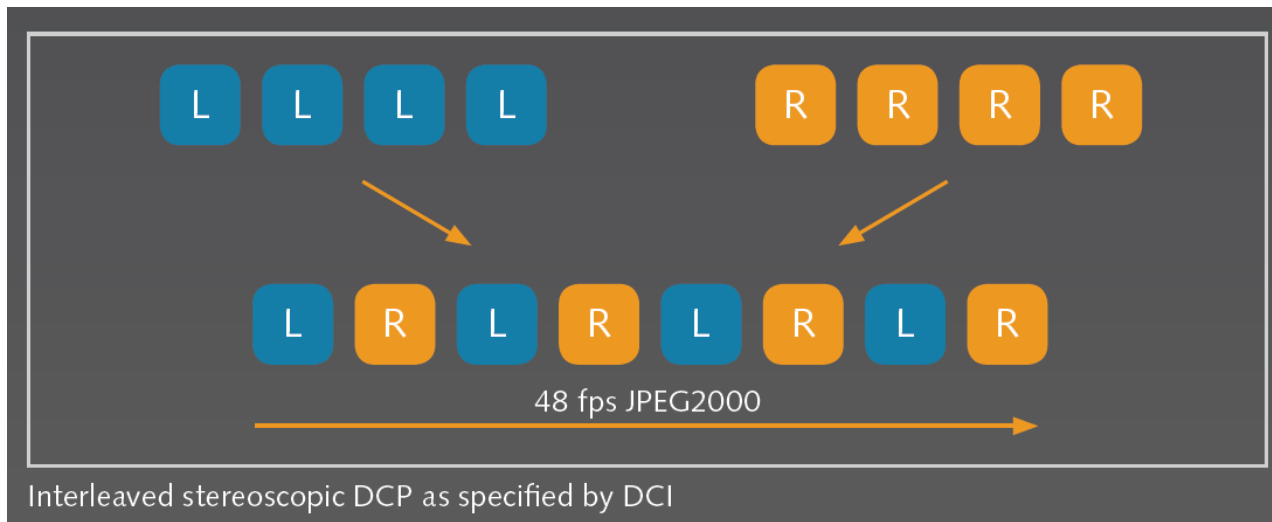 L L L L R R R R
L R L R L R L R
48 fps JPEG2000
Interleaved stereoscopic DCP as specified by DCI